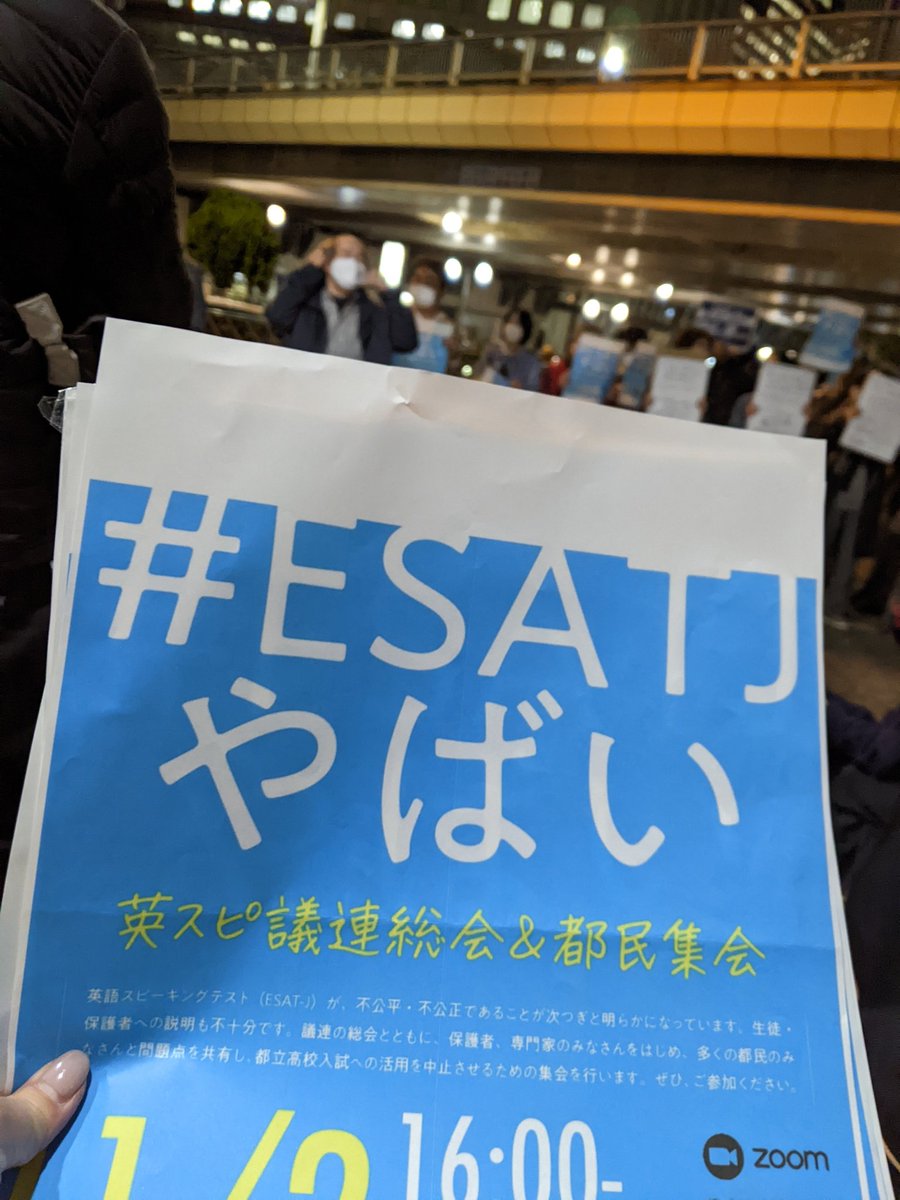 #ESATJ
やばい
英スピ議連総会&都民集会
英語スピーキングテスト（ESAT-J）が、不公平・不公正であることが次つぎと明らかになっています。生徒・
保護者への説明も不十分です。議連の総会とともに、保護者、専門家のみなさんをはじめ、多くの都民のみ
なさんと問題点を共有し、都立高校入試への活用を中止させるための集会を行います。ぜひ、ご参加ください。
16:00-
zoom